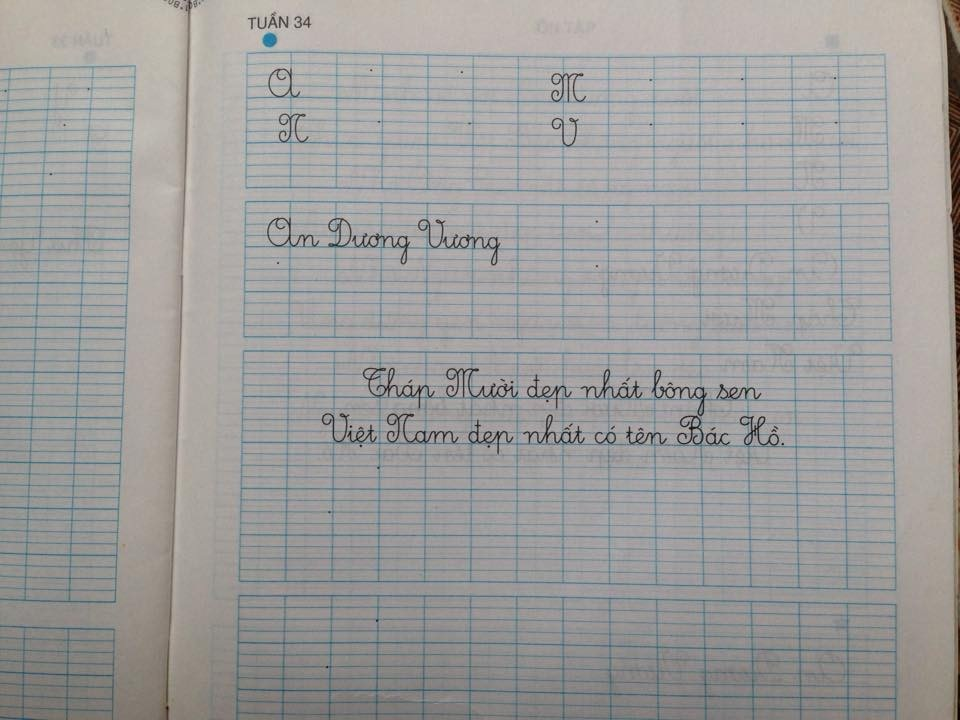 TUẦN 34
A M
N V
An Dương Vương
Tháp Mười đẹp nhất bông sen
Việt Nam đẹp nhất có tên Bác Hồ.